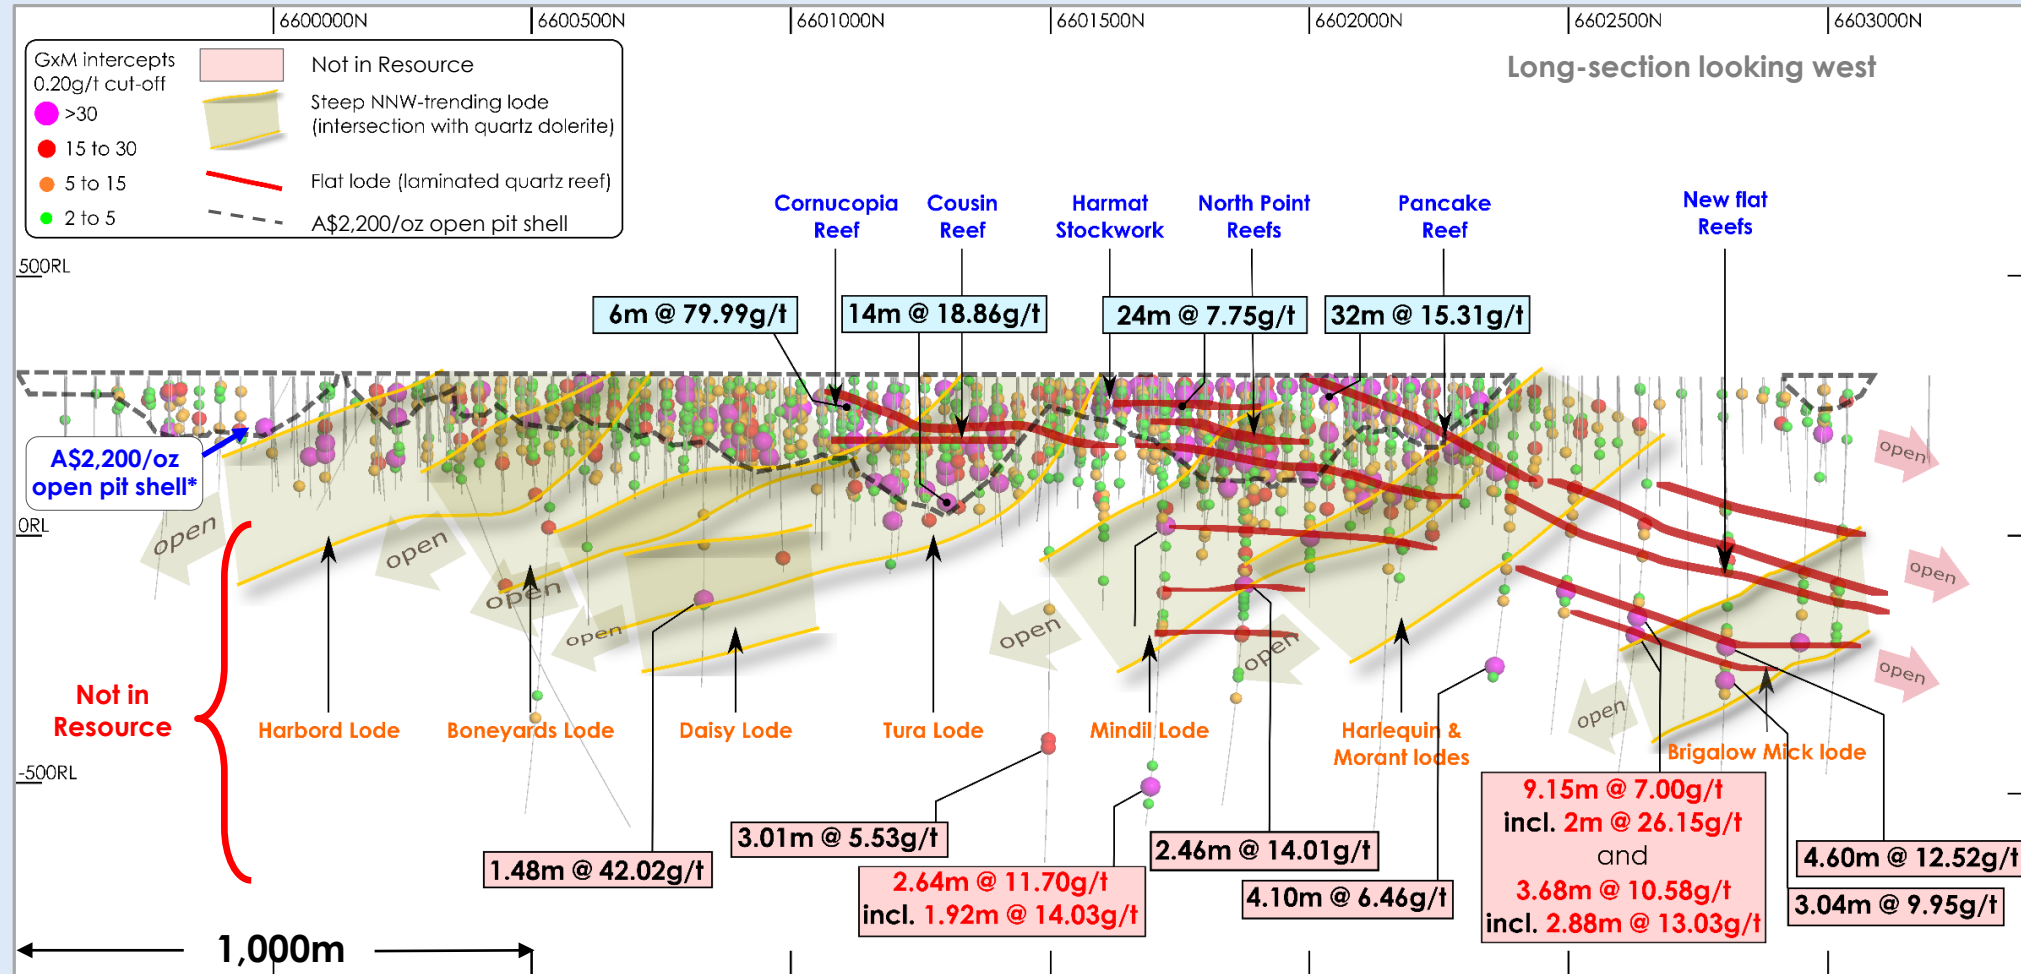 6600000N
6600500N
6601000N
6601500N
6602000N
6602500N
6603000N
GxM intercepts
0.20g/t cut-off
>30
15 to 30
5 to 15
2 to 5
Not in Resource
Steep NNW-trending lode
(intersection with quartz dolerite)
Flat lode (laminated quartz reef)
A$2,200/oz open pit shell
Long-section looking west
Cornucopia
Reef
Cousin
Reef
Harmat
Stockwork
North Point
Reefs
Pancake
Reef
New flat
Reefs
500RL
6m @ 79.99g/t
14m @ 18.86g/t
24m @ 7.75g/t
32m @ 15.31g/t
A$2,200/oz
open pit shell*
0RL
open
open
open
open
open
open
open
open
open
open
Not in
Resource
Harbord Lode
Boneyards Lode
Daisy Lode
Tura Lode
Mindil Lode
Harlequin &
Morant lodes
Brigalow Mick lode
-500RL
1.48m @ 42.02g/t
3.01m @ 5.53g/t
2.64m @ 11.70g/t
incl. 1.92m @ 14.03g/t
2.46m @ 14.01g/t
4.10m @ 6.46g/t
9.15m @ 7.00g/t
incl. 2m @ 26.15g/t
and
3.68m @ 10.58g/t
incl. 2.88m @ 13.03g/t
4.60m @ 12.52g/t
3.04m @ 9.95g/t
1,000m